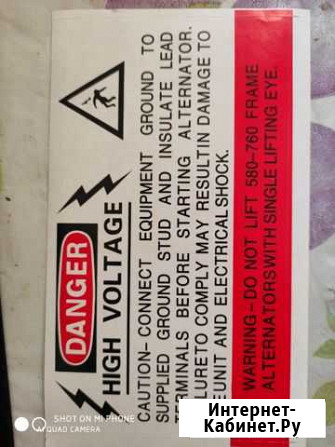 DANGER
HIGH VOLTAGE
CAUTION- CONNECT EQUIPMENT GROUND TO
SUPPLIED GROUND STUD AND INSULATE LEAD
TERMINALS BEFORE STARTING ALTERNATOR.
LURETO COMPLY MAY RESULTIN DAMAGE TO
E UNIT AND ELECTRICAL SHOCK.
WARNING - DO NOT LIFT 580-760 FRAME
ALTERNATORSWITH SINGLE LIFTING EYE.
SHOT ON MI PHONE
AI QUAD CAMERA
Интернет-
Кабинет.Ру